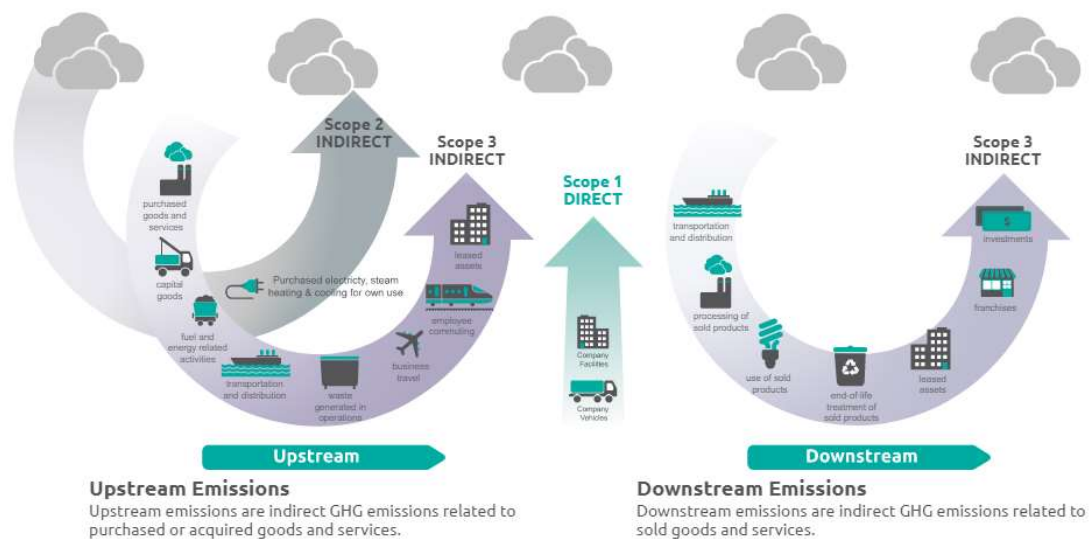 Scope 2
INDIRECT
Scope 3
INDIRECT
Scope 1
DIRECT
Scope 3
INDIRECT
purchased
goods and
services
capital
goods
fuel and
energy related
activities
Purchased electricty, steam
heating & cooling for own use
transportation
and distribution
waste
generated in
operations
business
travel
employee
commuting
leased
assets
Company
Facilities
Company
Vehicles
transportation
and distribution
processing of
sold products
use of sold
products
end-of-life
treatment of
sold products
leased
assets
franchises
$
investments
Upstream
Downstream
Upstream Emissions
Upstream emissions are indirect GHG emissions related to
purchased or acquired goods and services.
Downstream Emissions
Downstream emissions are indirect GHG emissions related to
sold goods and services.